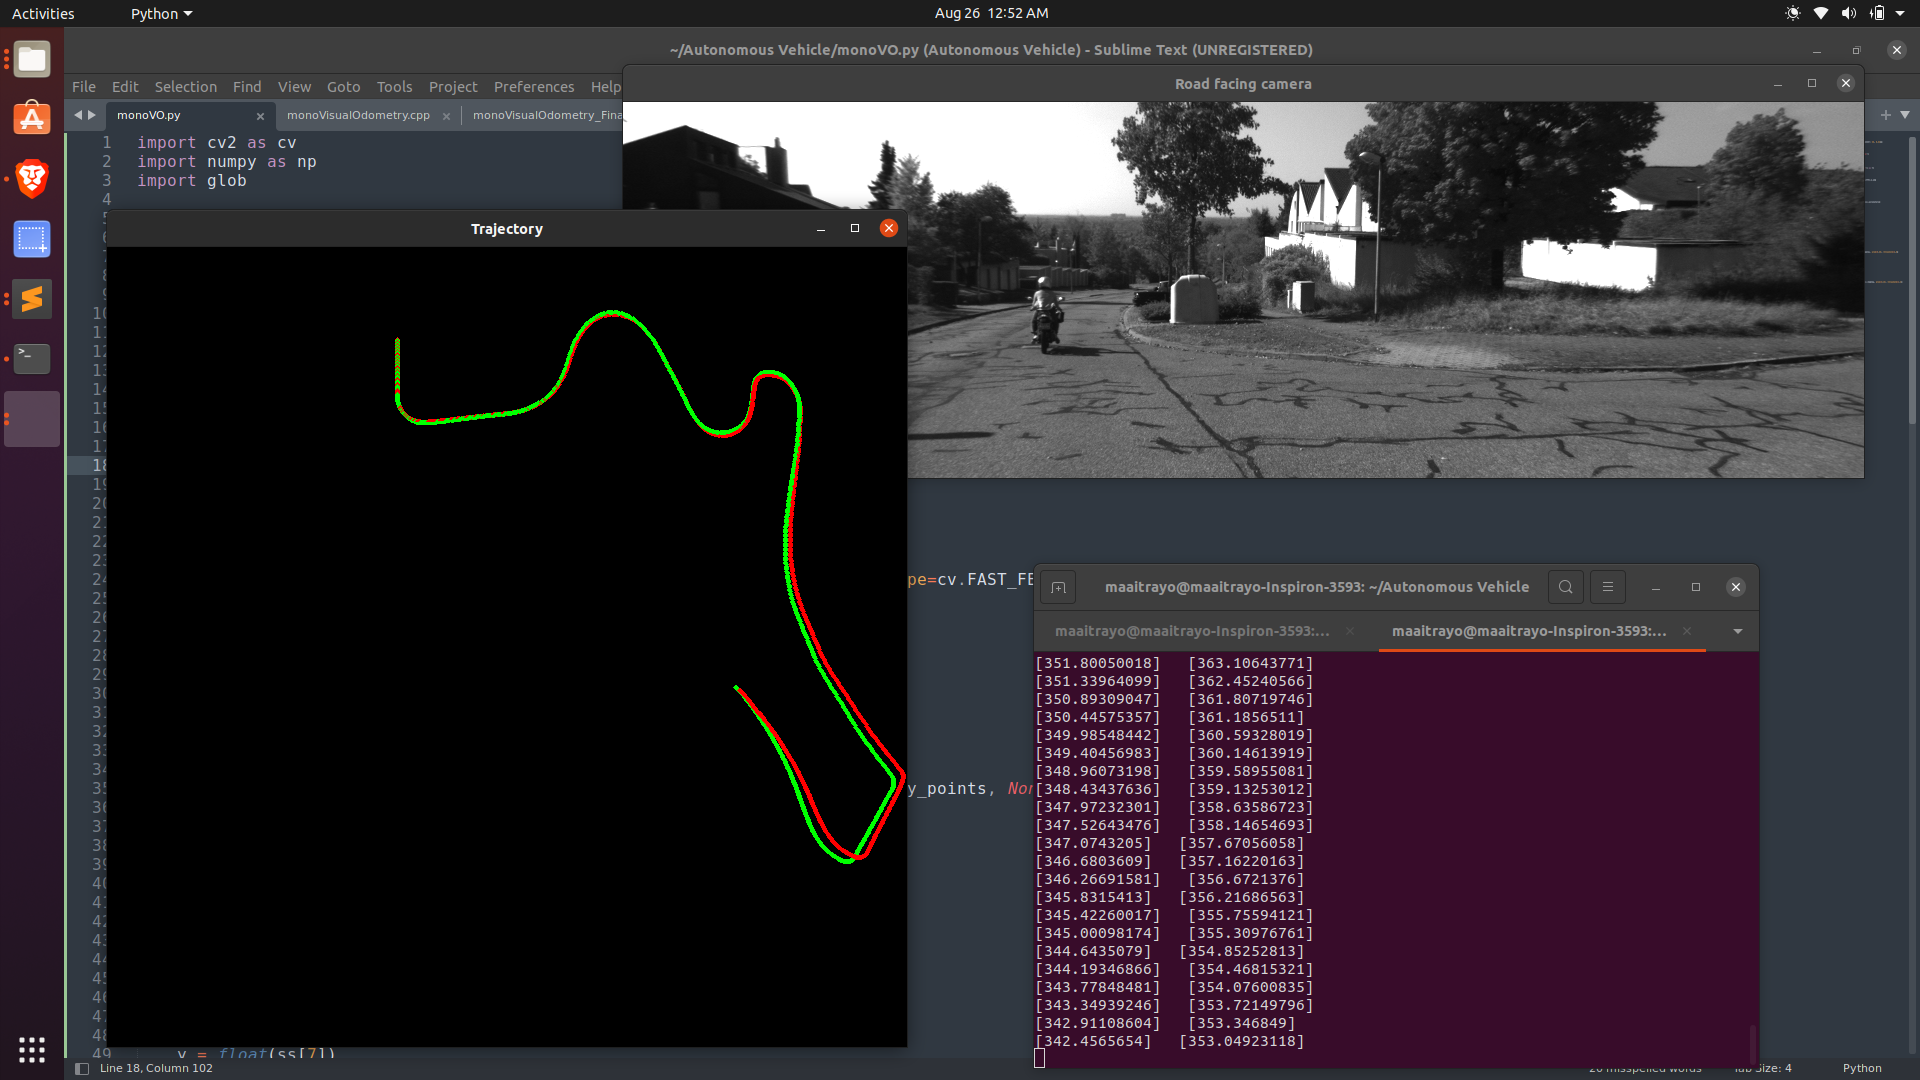 Activities
Python
Aug 26 12:52 AM
~/Autonomous Vehicle/monoVO.py (Autonomous Vehicle) - Sublime Text (UNREGISTERED)
File Edit Selection Find View Goto Tools Project Preferences Help
Road facing camera
monoVO.py
monoVisualOdometry.cpp
monoVisualOdometry_Fina
1 import cv2 as cv
2 import numpy as np
3 import glob
4
Trajectory
pe=cv.FAST_FE
y_points, Non
49 v = float(ss[7])
maaitrayo@maaitrayo-Inspiron-3593: ~/Autonomous Vehicle
maaitrayo@maaitrayo-Inspiron-3593:...
maaitrayo@maaitrayo-Inspiron-3593:...
[351.80050018] [363.10643771]
[351.33964099] [362.45240566]
[350.89309047] [361.80719746]
[350.44575357] [361.1856511]
[349.98548442] [360.59328019]
[349.40456983] [360.14613919]
[348.96073198] [359.58955081]
[348.43437636] [359.13253012]
[347.97232301] [358.63586723]
[347.52643476] [358.14654693]
[347.0743205] [357.67056058]
[346.6803609] [357.16220163]
[346.26691581] [356.6721376]
[345.8315413] [356.21686563]
[345.42260017] [355.75594121]
[345.00098174] [355.30976761]
[344.6435079] [354.85252813]
[344.19346866] [354.46815321]
[343.77848481] [354.07600835]
[343.34939246] [353.72149796]
[342.91108604] [353.346849]
[342.4565654] [353.04923118]
Line 18, Column 102
misspelled words
Tab Size: 4
Python